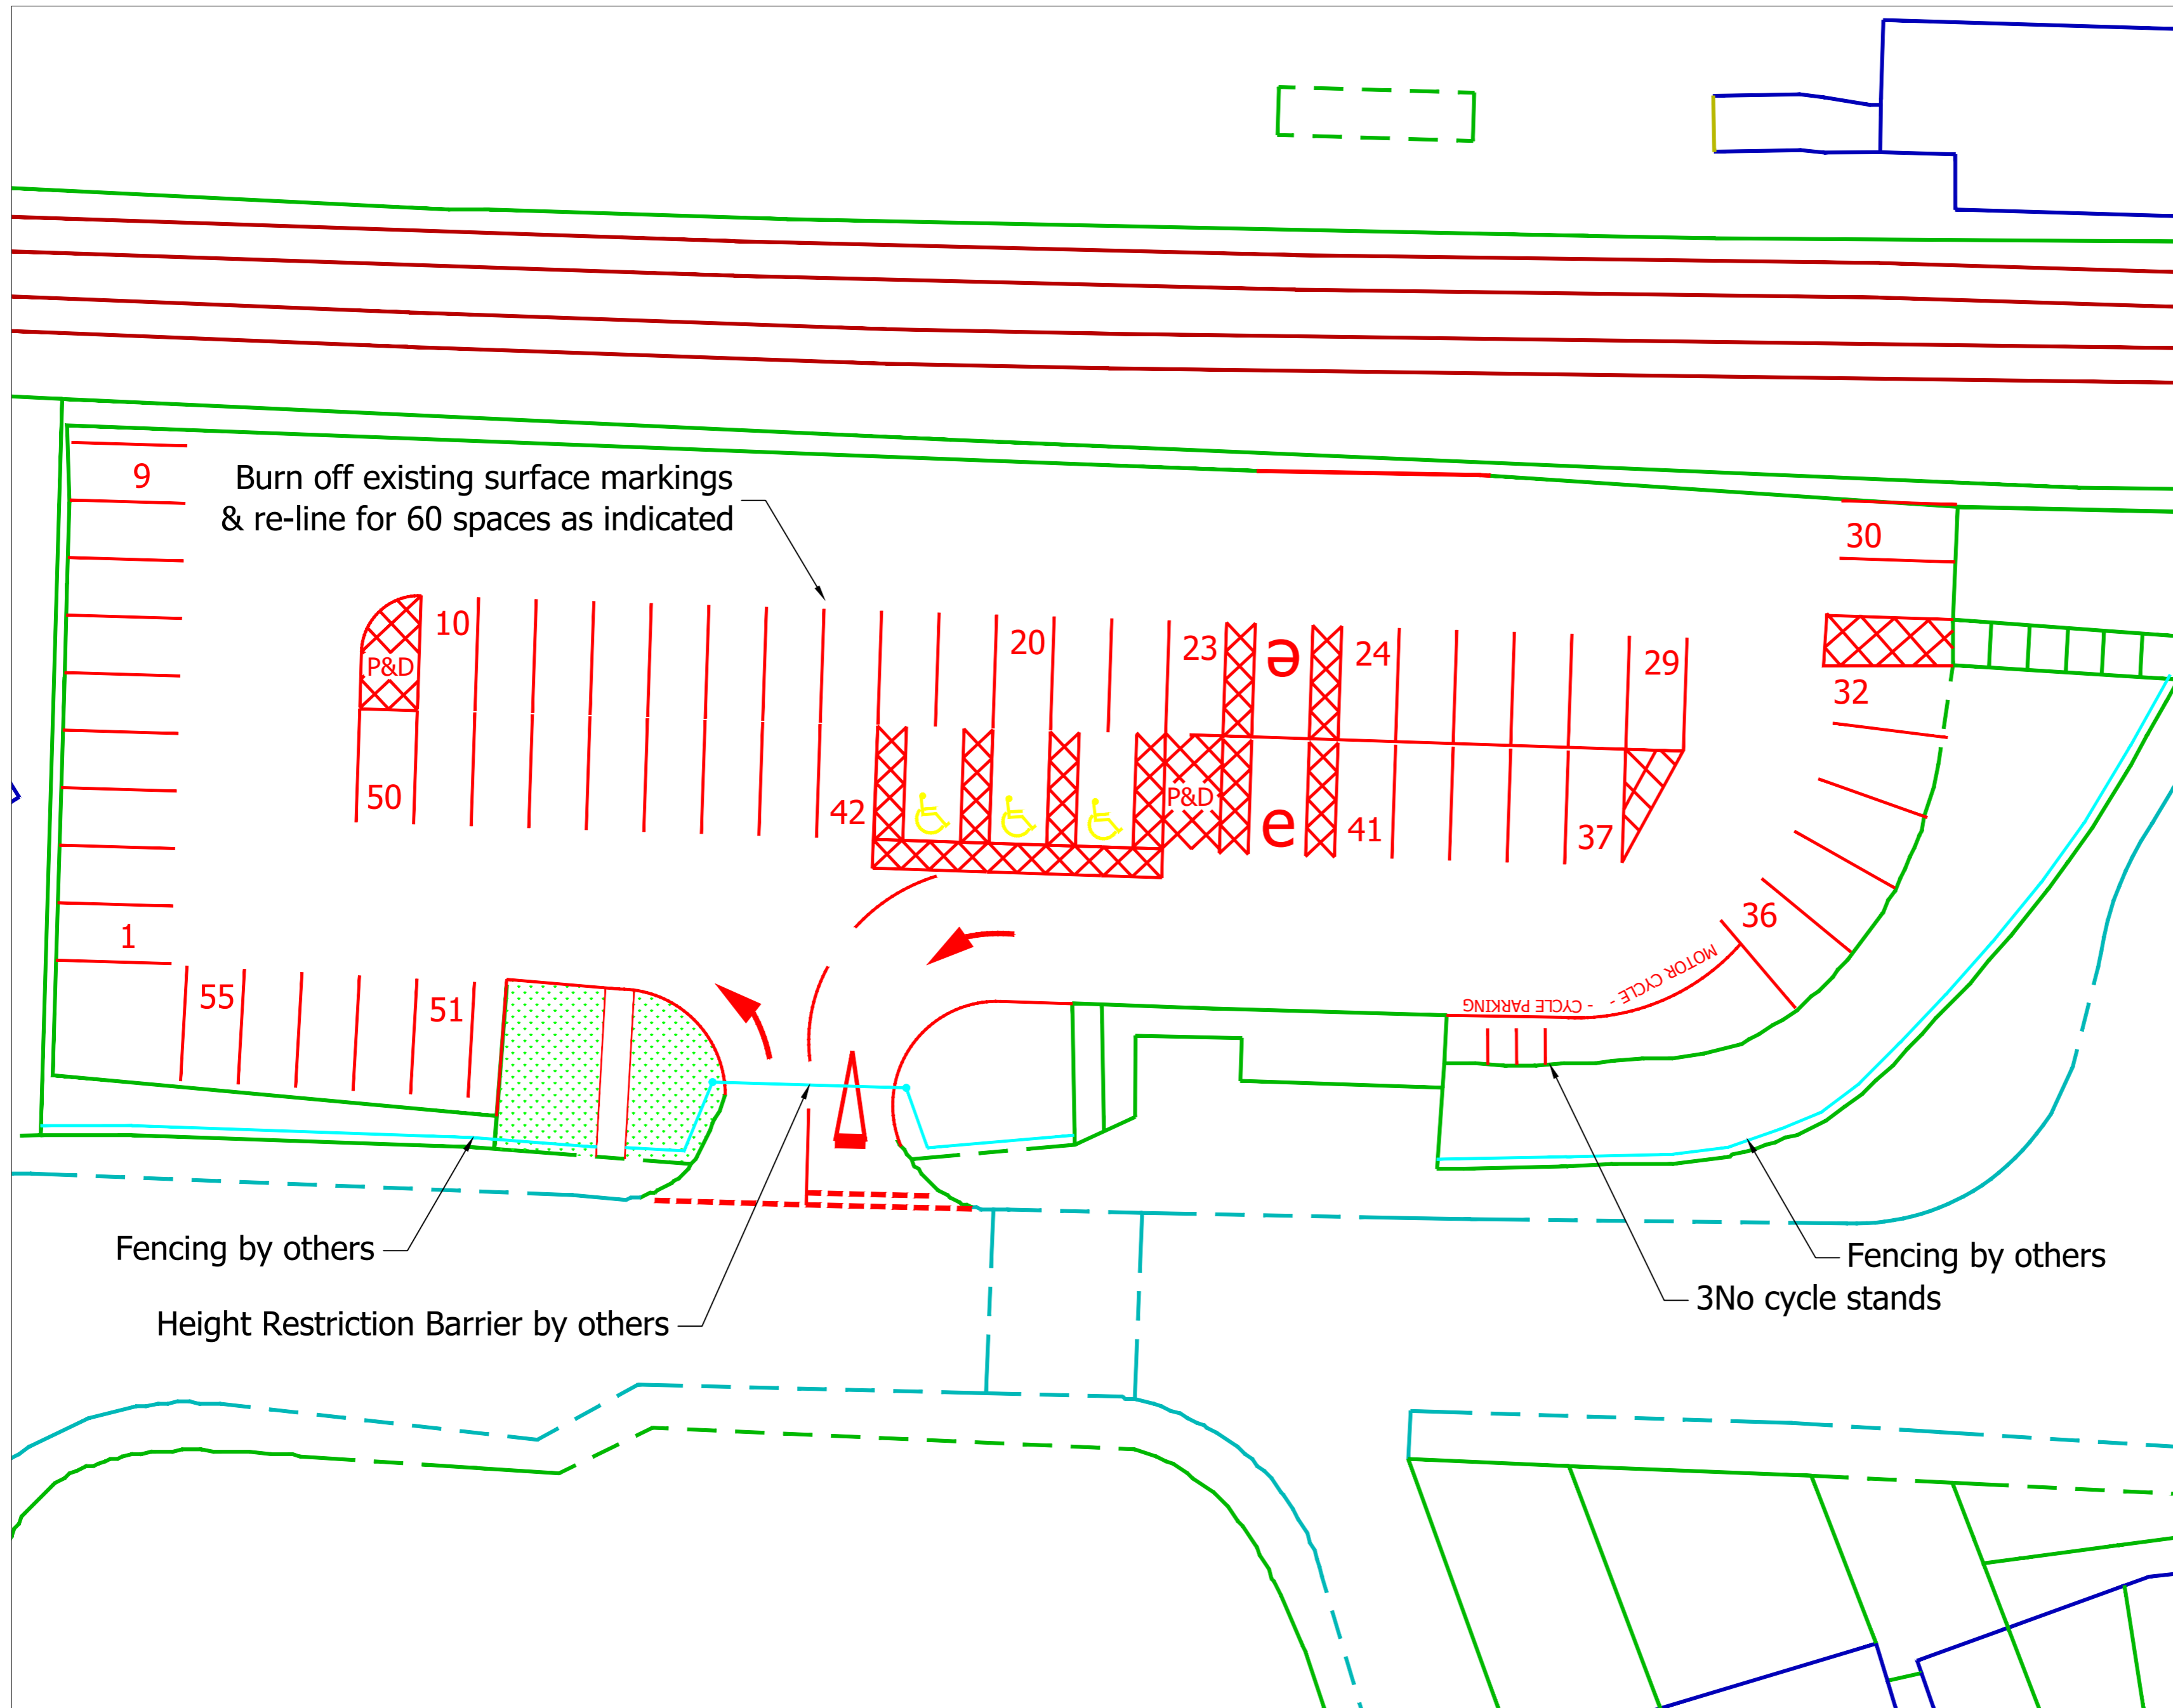 9
Burn off existing surface markings
& re-line for 60 spaces as indicated
30
10
20
23
ə
24
29
P&D
32
50
42
P&D
e
41
37
36
1
55
51
MOTOR CYCLE - - CYCLE PARKING
Fencing by others
Fencing by others
3No cycle stands
Height Restriction Barrier by others